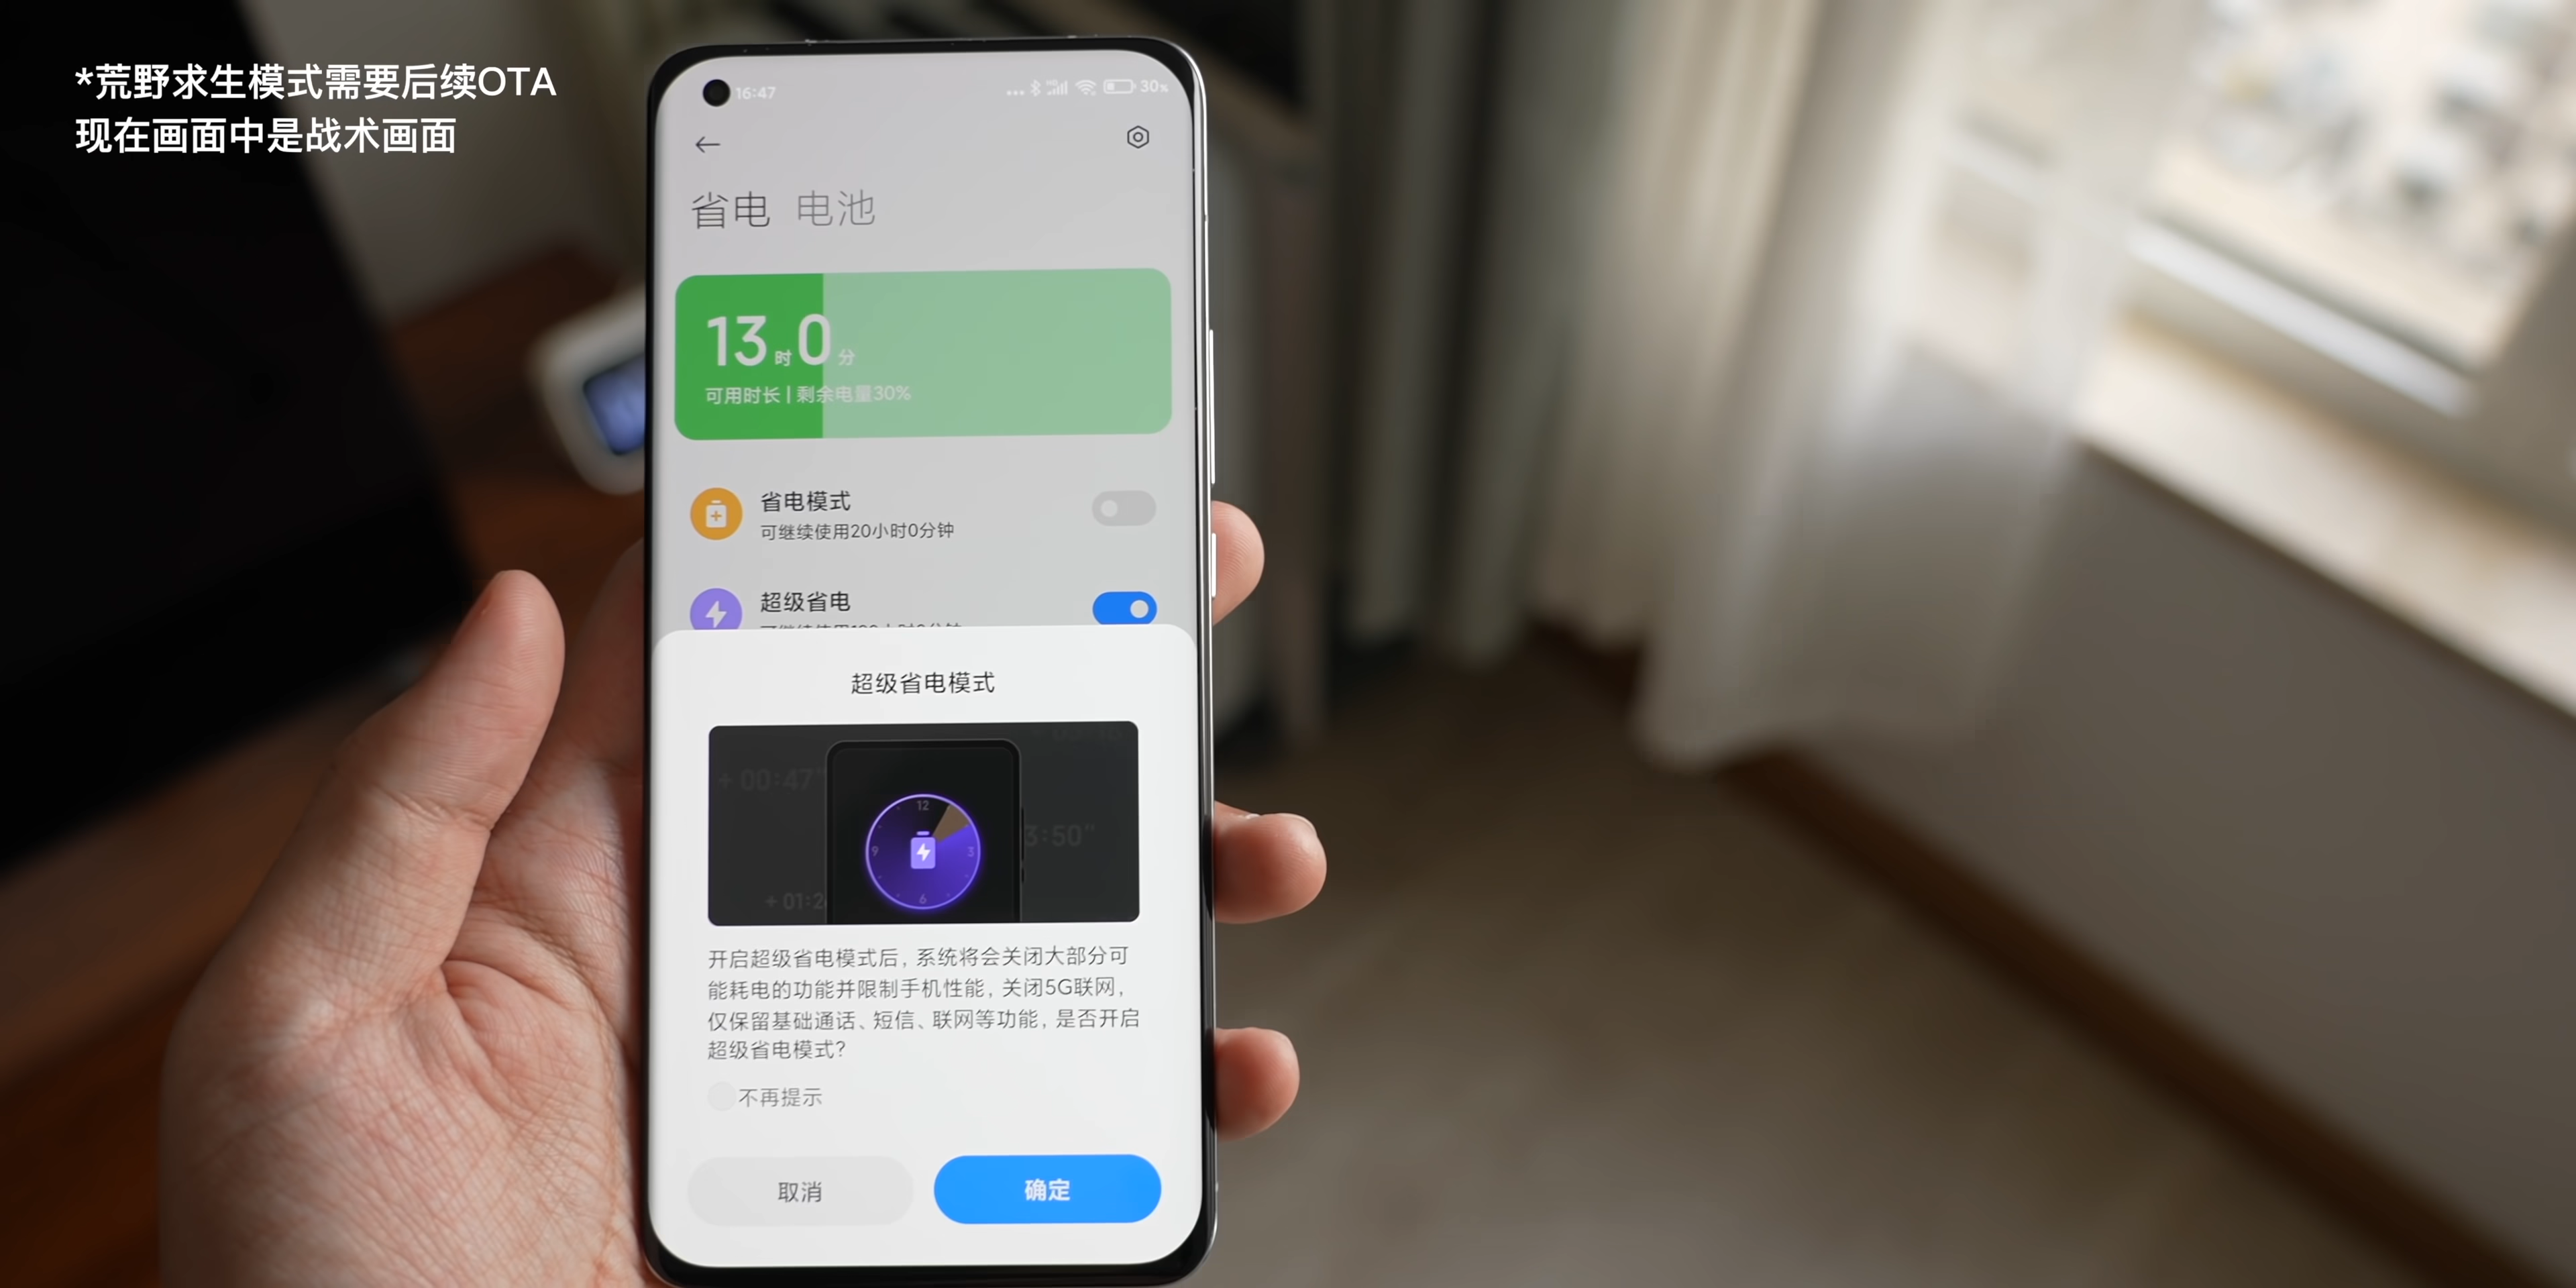 *荒野求生模式需要后续OTA
现在画面中是战术画面
16:47
30%
省电 电池
13时0分
可用时长 | 剩余电量30%
省电模式
可继续使用20小时0分钟
超级省电
超级省电模式
+ 00:47"
12
9
3
6
3:50"
+ 01:2
开启超级省电模式后, 系统将会关闭大部分可
能耗电的功能并限制手机性能, 关闭5G联网,
仅保留基础通话、短信、联网等功能, 是否开启
超级省电模式?
不再提示
取消
确定